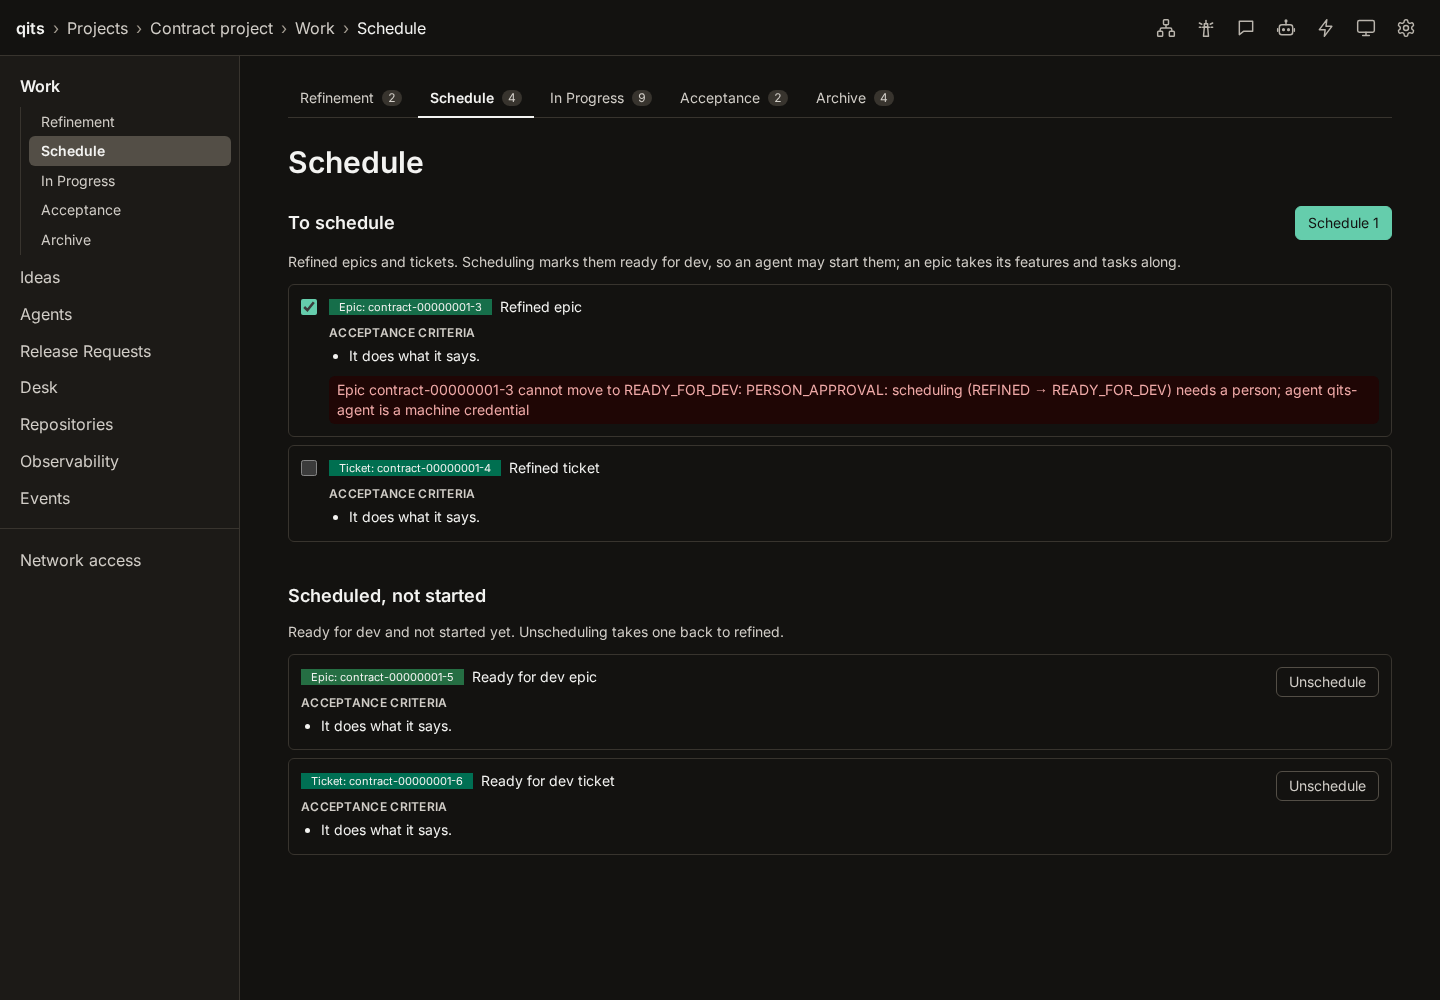 qits › Projects › Contract project › Work › Schedule
Work
Refinement
Schedule
In Progress
Acceptance
Archive
Ideas
Agents
Release Requests
Desk
Repositories
Observability
Events
Network access
Refinement 2 Schedule 4 In Progress 9 Acceptance 2 Archive 4
Schedule
To schedule
Schedule 1
Refined epics and tickets. Scheduling marks them ready for dev, so an agent may start them; an epic takes its features and tasks along.
Epic: contract-00000001-3 Refined epic
ACCEPTANCE CRITERIA
• It does what it says.
Epic contract-00000001-3 cannot move to READY_FOR_DEV: PERSON_APPROVAL: scheduling (REFINED → READY_FOR_DEV) needs a person; agent qits-
agent is a machine credential
Ticket: contract-00000001-4 Refined ticket
ACCEPTANCE CRITERIA
• It does what it says.
Scheduled, not started
Ready for dev and not started yet. Unscheduling takes one back to refined.
Epic: contract-00000001-5 Ready for dev epic
Unschedule
ACCEPTANCE CRITERIA
• It does what it says.
Ticket: contract-00000001-6 Ready for dev ticket
Unschedule
ACCEPTANCE CRITERIA
• It does what it says.